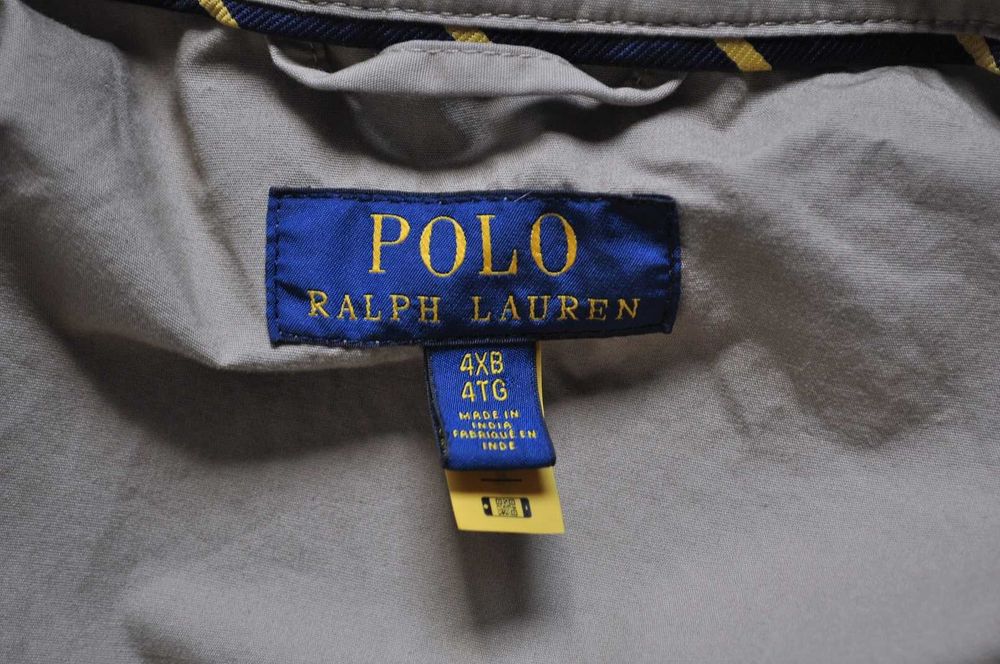 POLO
RALPH LAUREN
4XB
4TG
MADE IN
INDIA
FABRIQUÉ EN
INDE